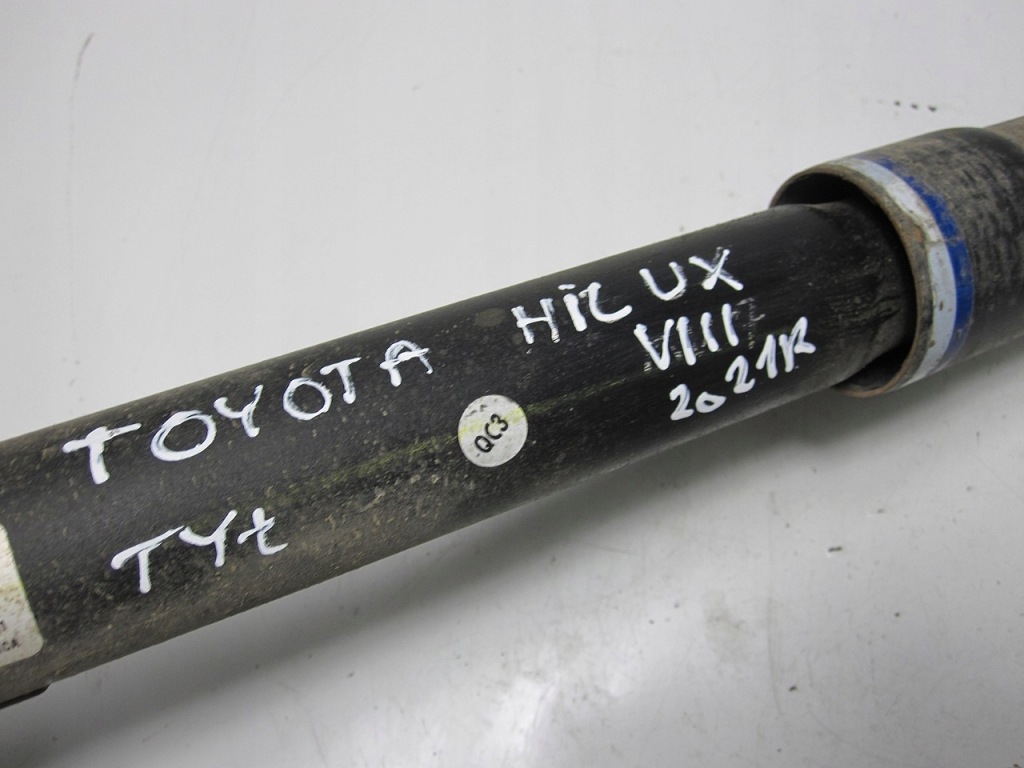 TOYOTA HILUX
VIII
2021R
TYŁ
QC3